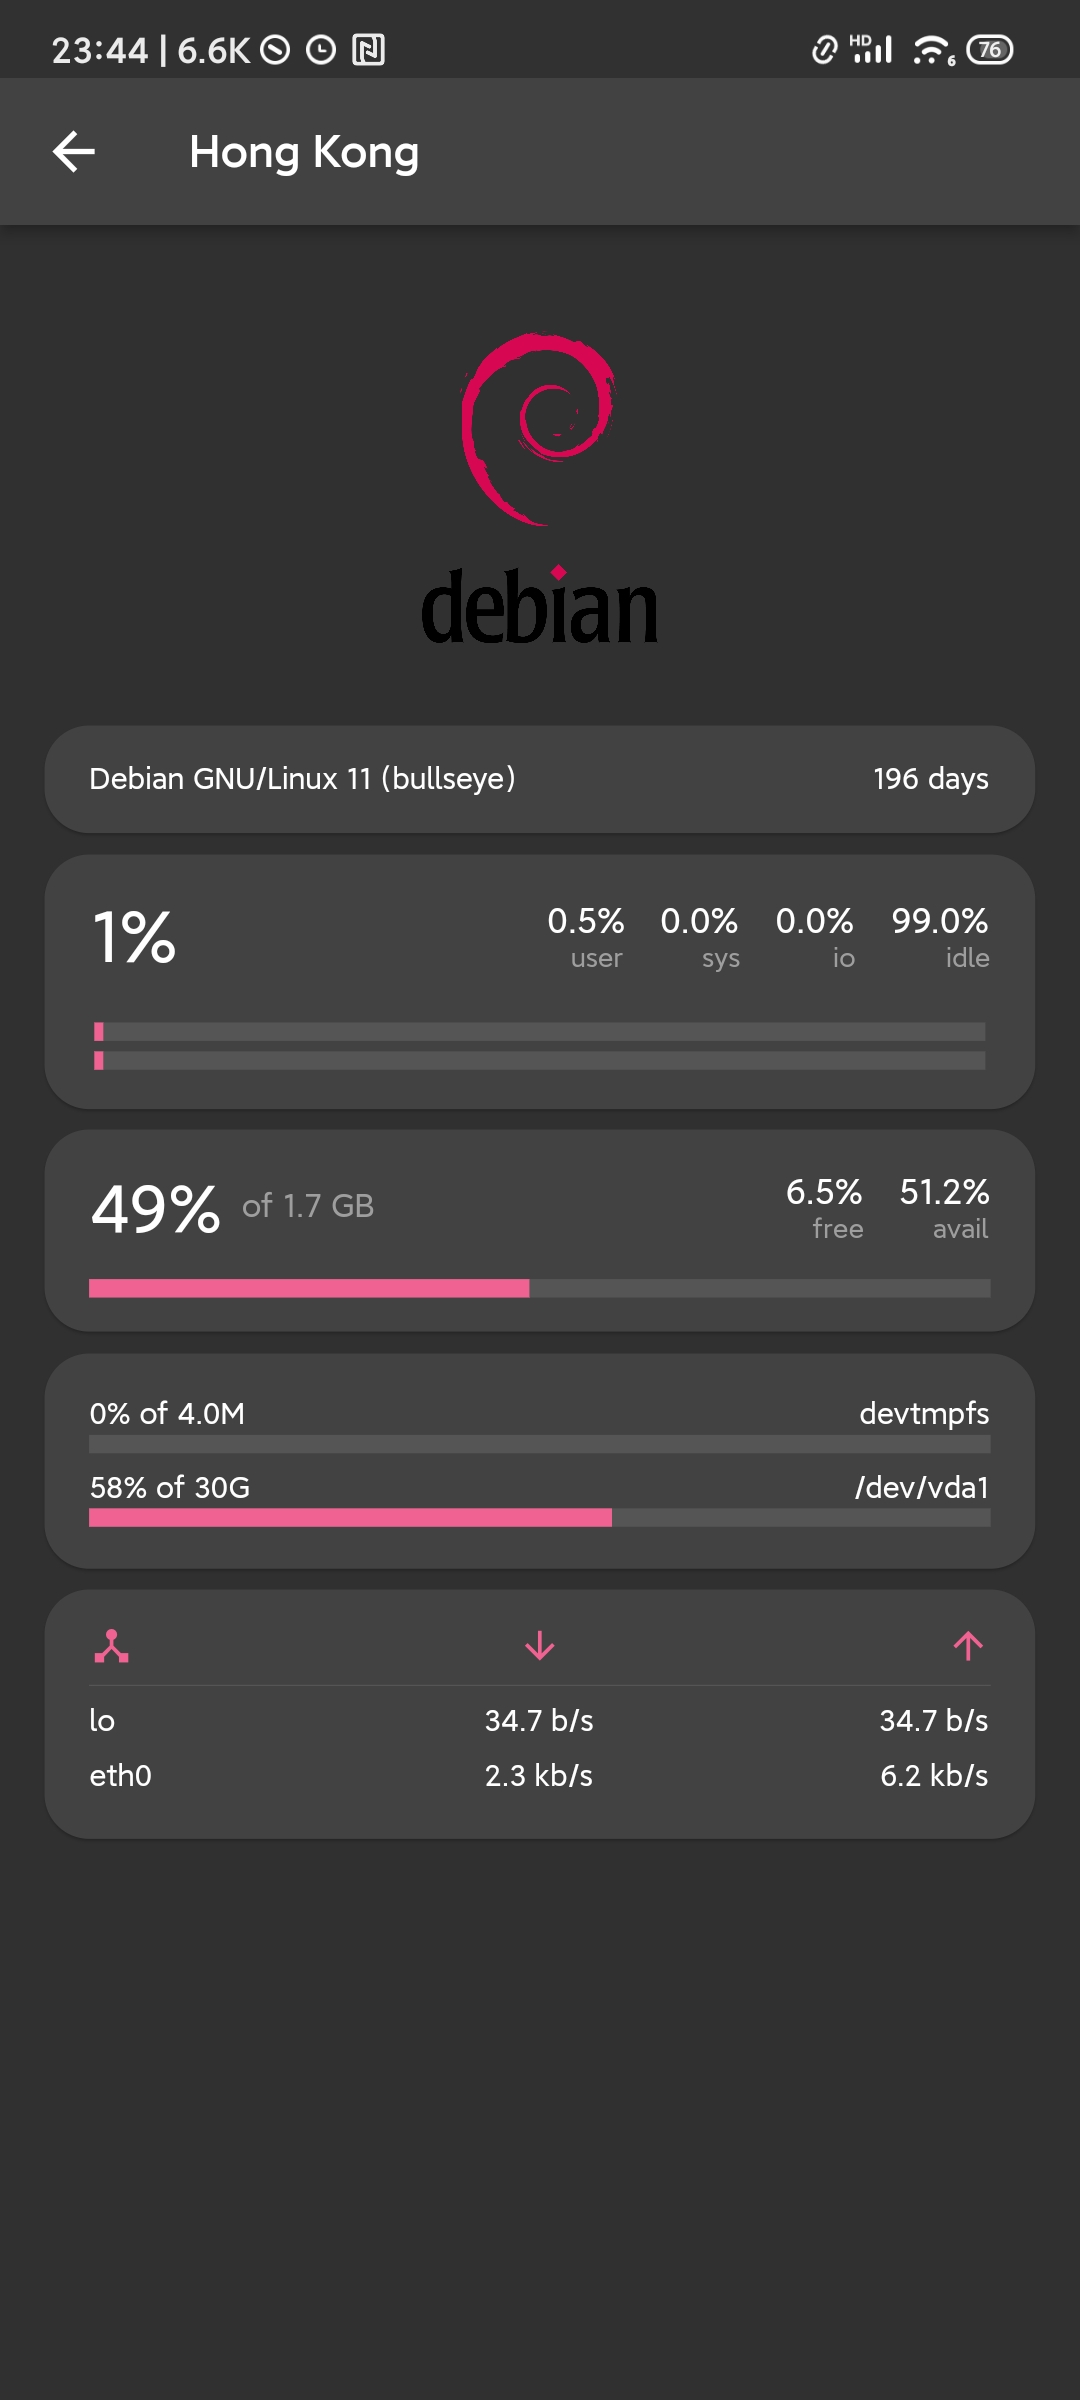 23:44 | 6.6K HD 6 76
Hong Kong
debian
Debian GNU/Linux 11 (bullseye) 196 days
1% 0.5% 0.0% 0.0% 99.0%
user sys io idle
49% of 1.7 GB 6.5% 51.2%
free avail
0% of 4.0M devtmpfs
58% of 30G /dev/vda1
lo 34.7 b/s 34.7 b/s
eth0 2.3 kb/s 6.2 kb/s